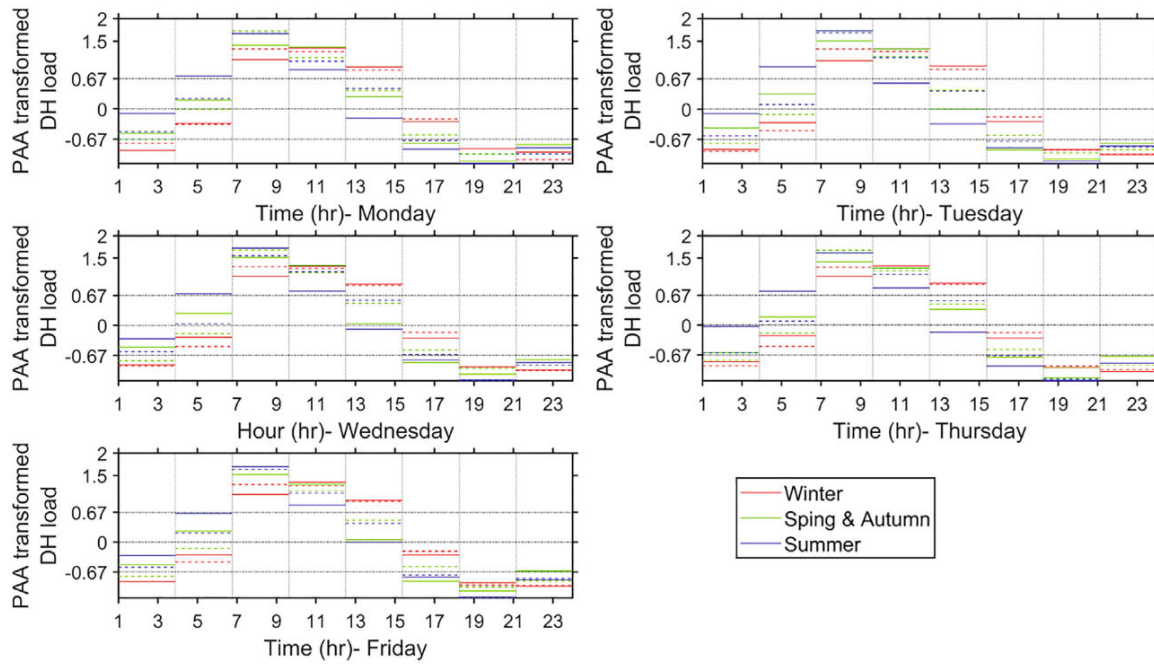 PAA transformed
DH load
2
1.5
0.67
0
-0.67
1 3 5 7 9 11 13 15 17 19 21 23
Time (hr)- Monday
PAA transformed
DH load
2
1.5
0.67
0
-0.67
1 3 5 7 9 11 13 15 17 19 21 23
Time (hr)- Tuesday
PAA transformed
DH load
2
1.5
0.67
0
-0.67
1 3 5 7 9 11 13 15 17 19 21 23
Hour (hr)- Wednesday
PAA transformed
DH load
2
1.5
0.67
0
-0.67
1 3 5 7 9 11 13 15 17 19 21 23
Time (hr)- Thursday
PAA transformed
DH load
2
1.5
0.67
0
-0.67
1 3 5 7 9 11 13 15 17 19 21 23
Time (hr)- Friday
Winter
Sping & Autumn
Summer